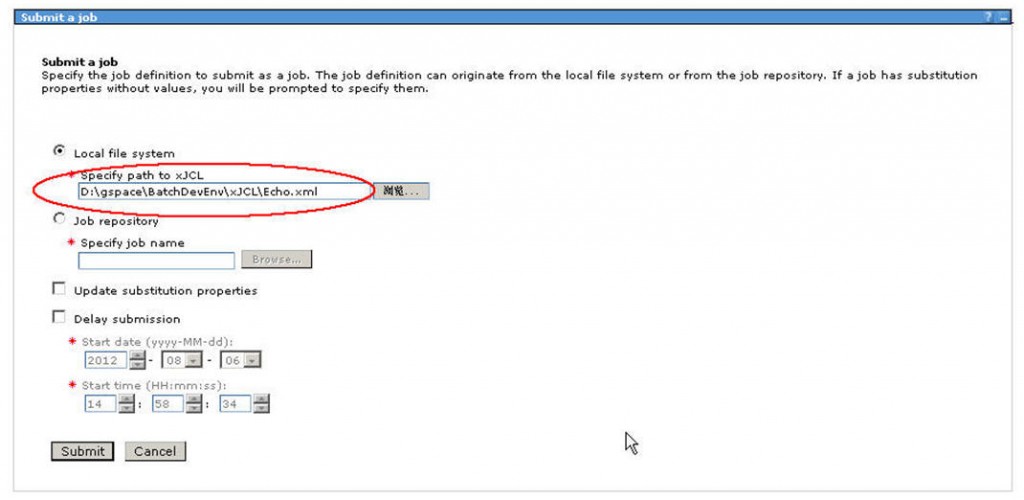 Submit a job
?
Submit a job
Specify the job definition to submit as a job. The job definition can originate from the local file system or from the job repository. If a job has substitution
properties without values, you will be prompted to specify them.
Local file system
* Specify path to xJCL
D:\gspace\BatchDevEnv\xJCL\Echo.xml 浏览...
Job repository
* Specify job name
Browse...
Update substitution properties
Delay submission
* Start date (yyyy-MM-dd):
2012 - 08 - 06
* Start time (HH:mm:ss):
14 : 58 : 34
Submit Cancel